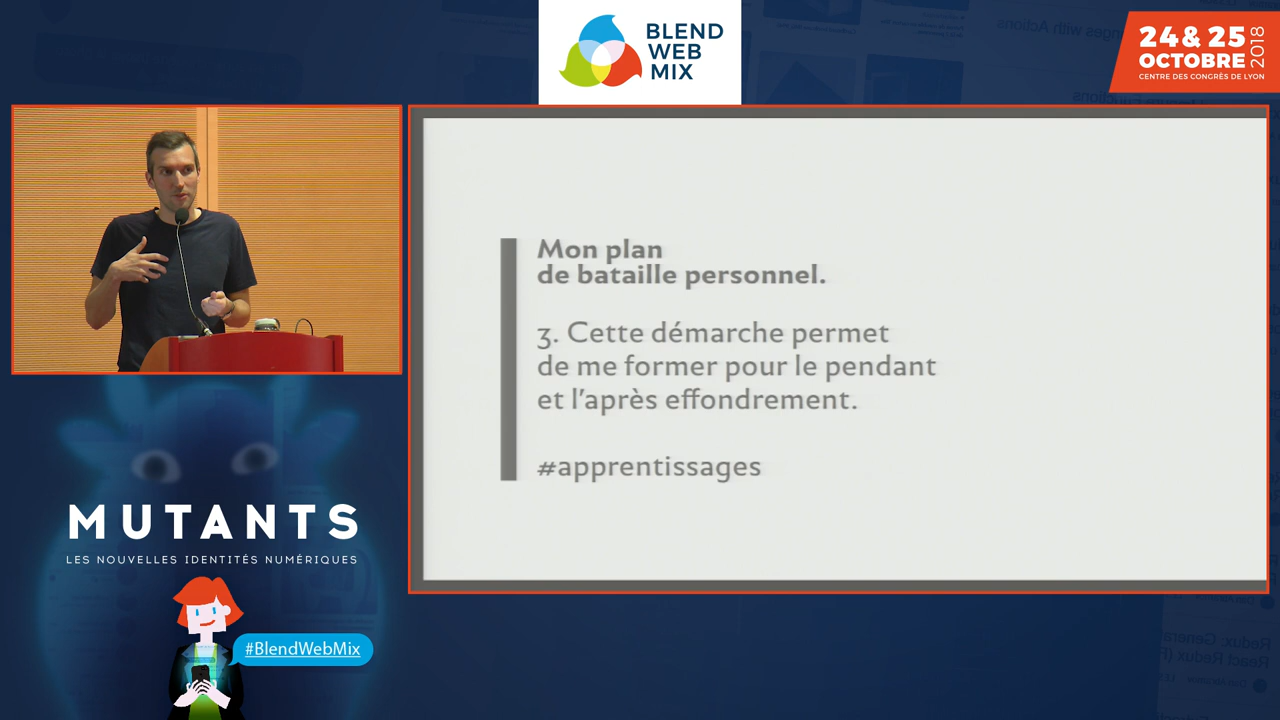 BLEND
WEB
MIX
24 & 25
OCTOBRE
2018
CENTRE DES CONGRÈS DE LYON
Mon plan
de bataille personnel.
3. Cette démarche permet
de me former pour le pendant
et l'après effondrement.
#apprentissages
MUTANTS
LES NOUVELLES IDENTITÉS NUMÉRIQUES
#BlendWebMix